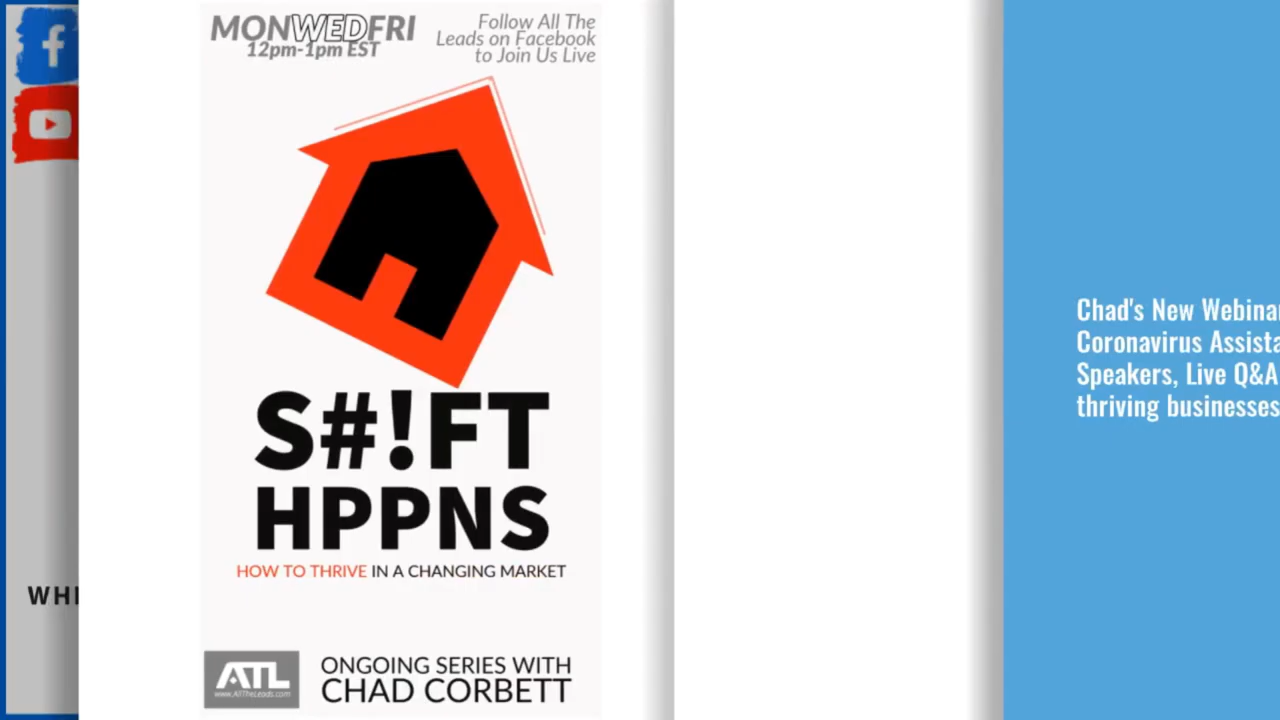 MONWEDFRI
12pm-1pm EST
Follow All The
Leads on Facebook
to Join Us Live
S#!FT
HPPNS
HOW TO THRIVE IN A CHANGING MARKET
ATL
www.AllTheLeads.com
ONGOING SERIES WITH
CHAD CORBETT
Chad's New
Coronavirus
Speakers, Live Q&A
thriving businesses